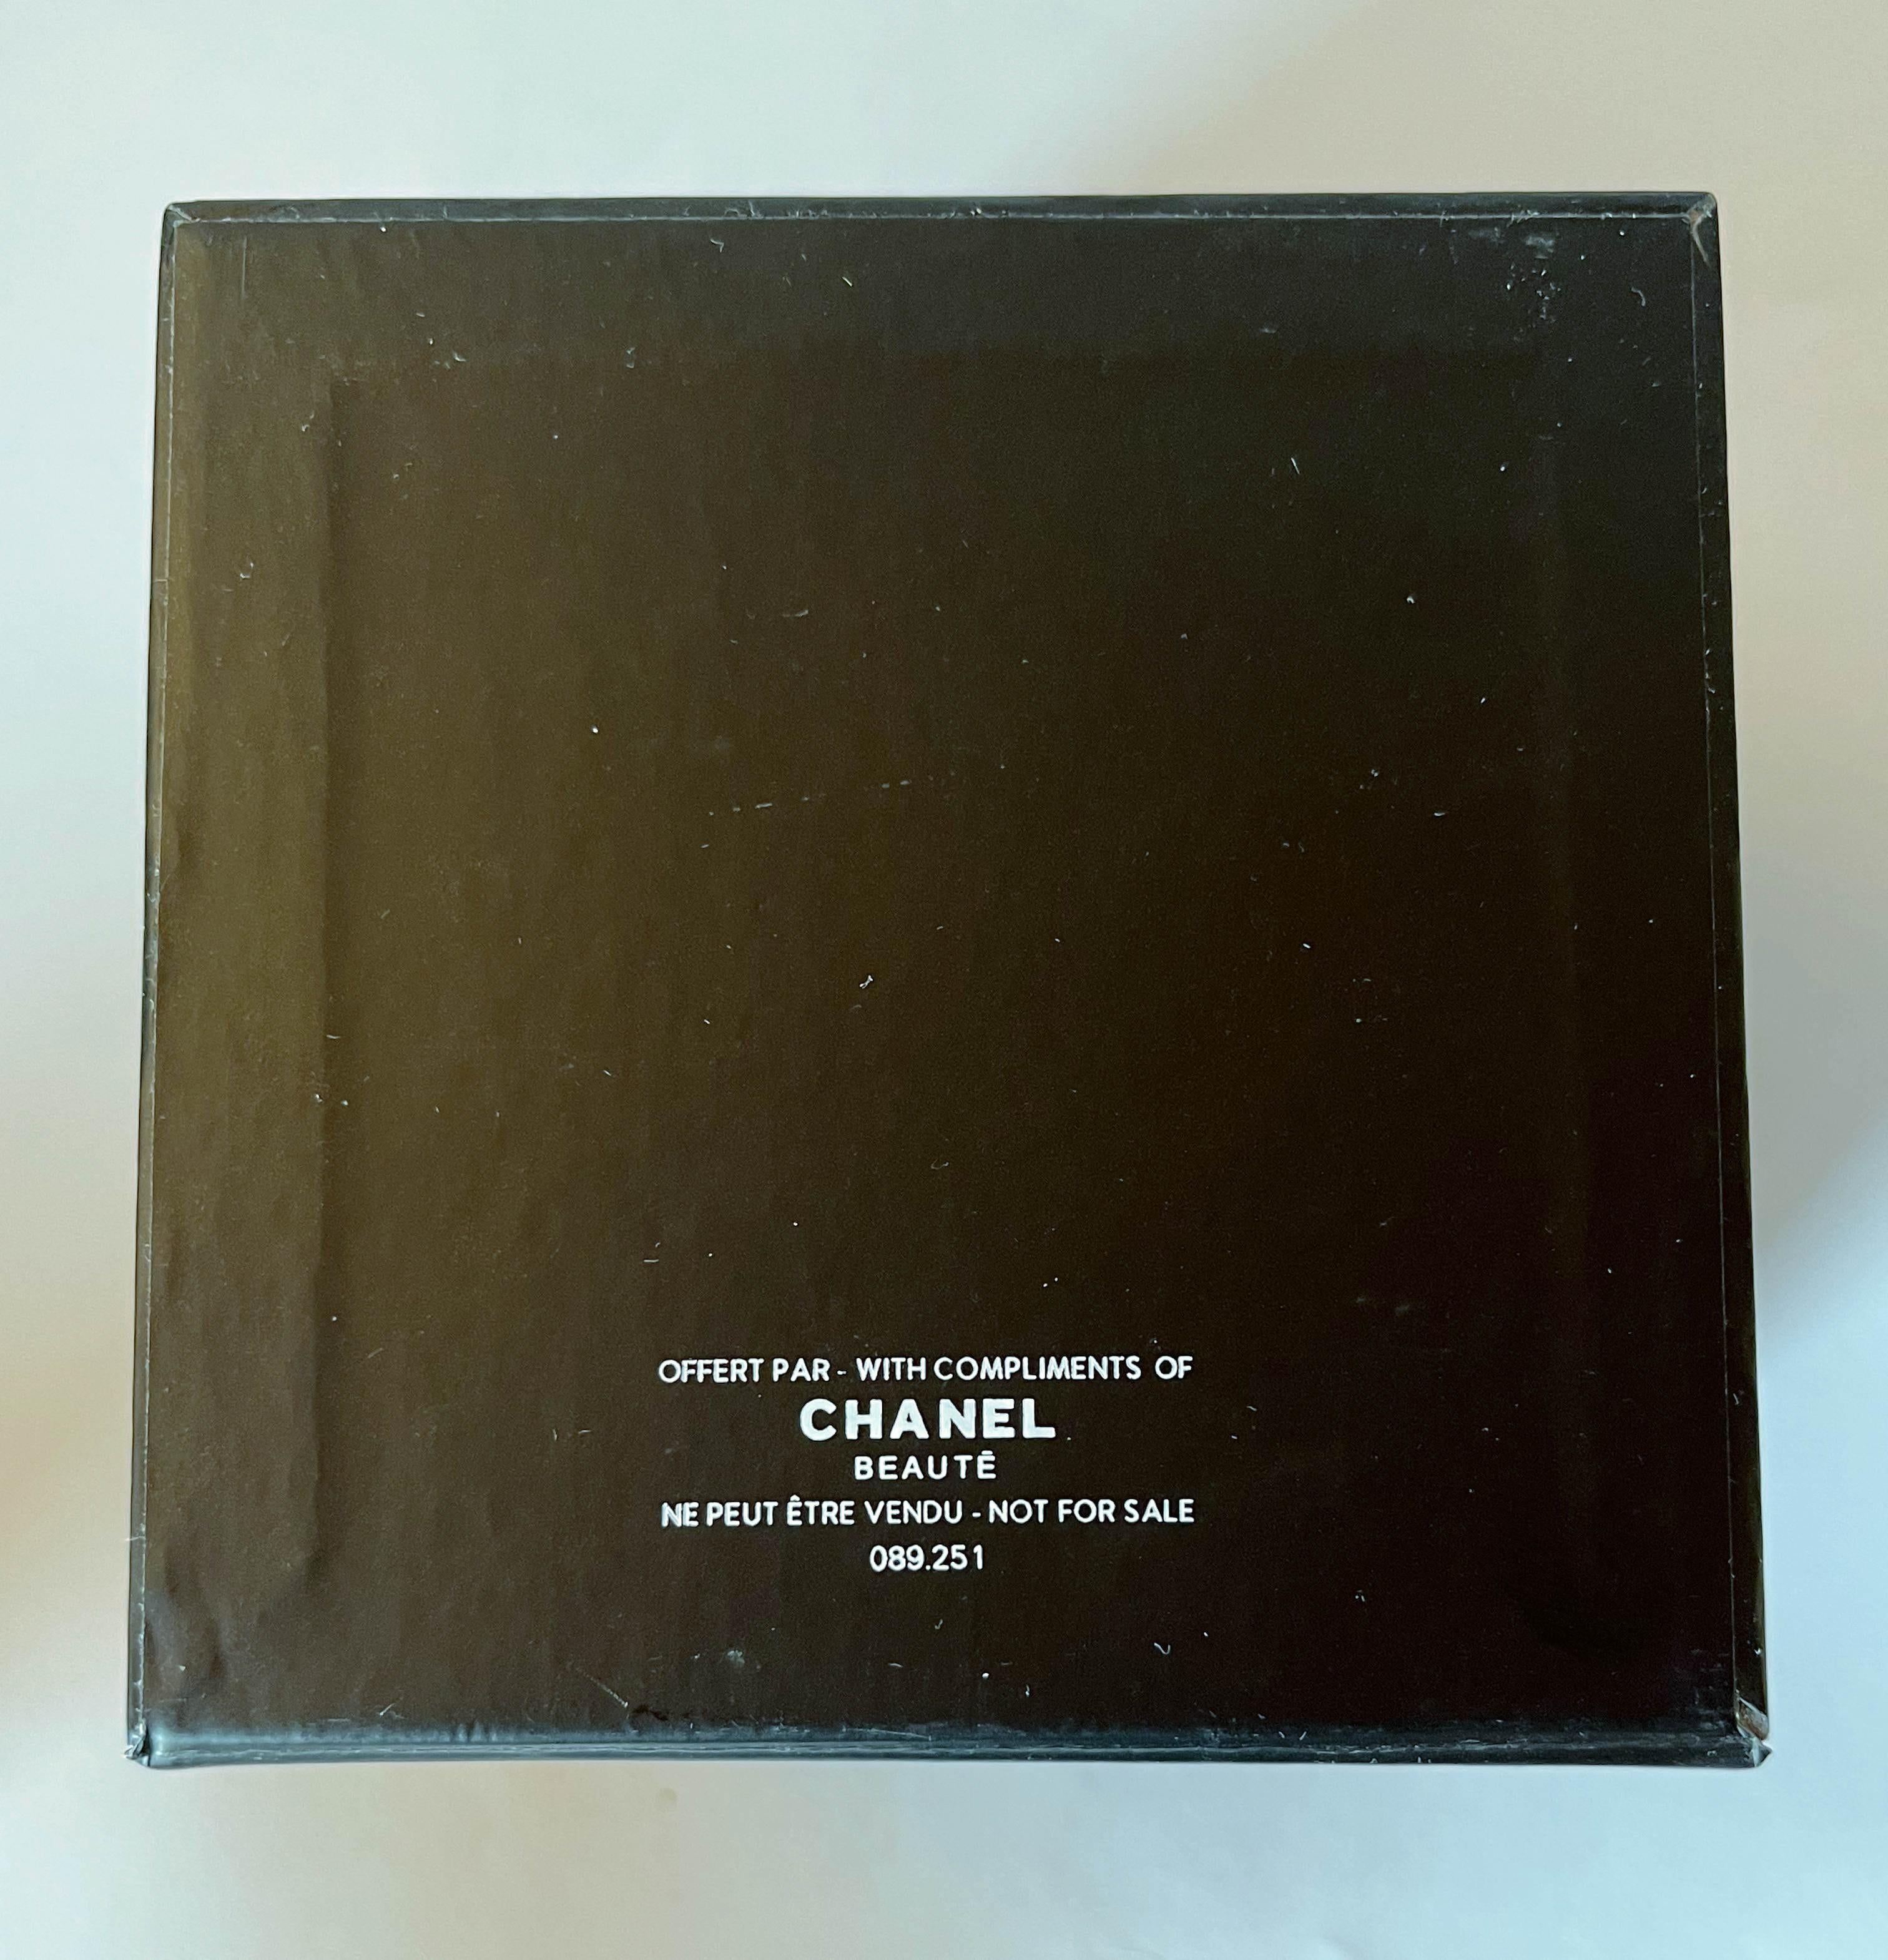 OFFERT PAR - WITH COMPLIMENTS OF
CHANEL
BEAUTÉ
NE PEUT ÊTRE VENDU - NOT FOR SALE
089.251